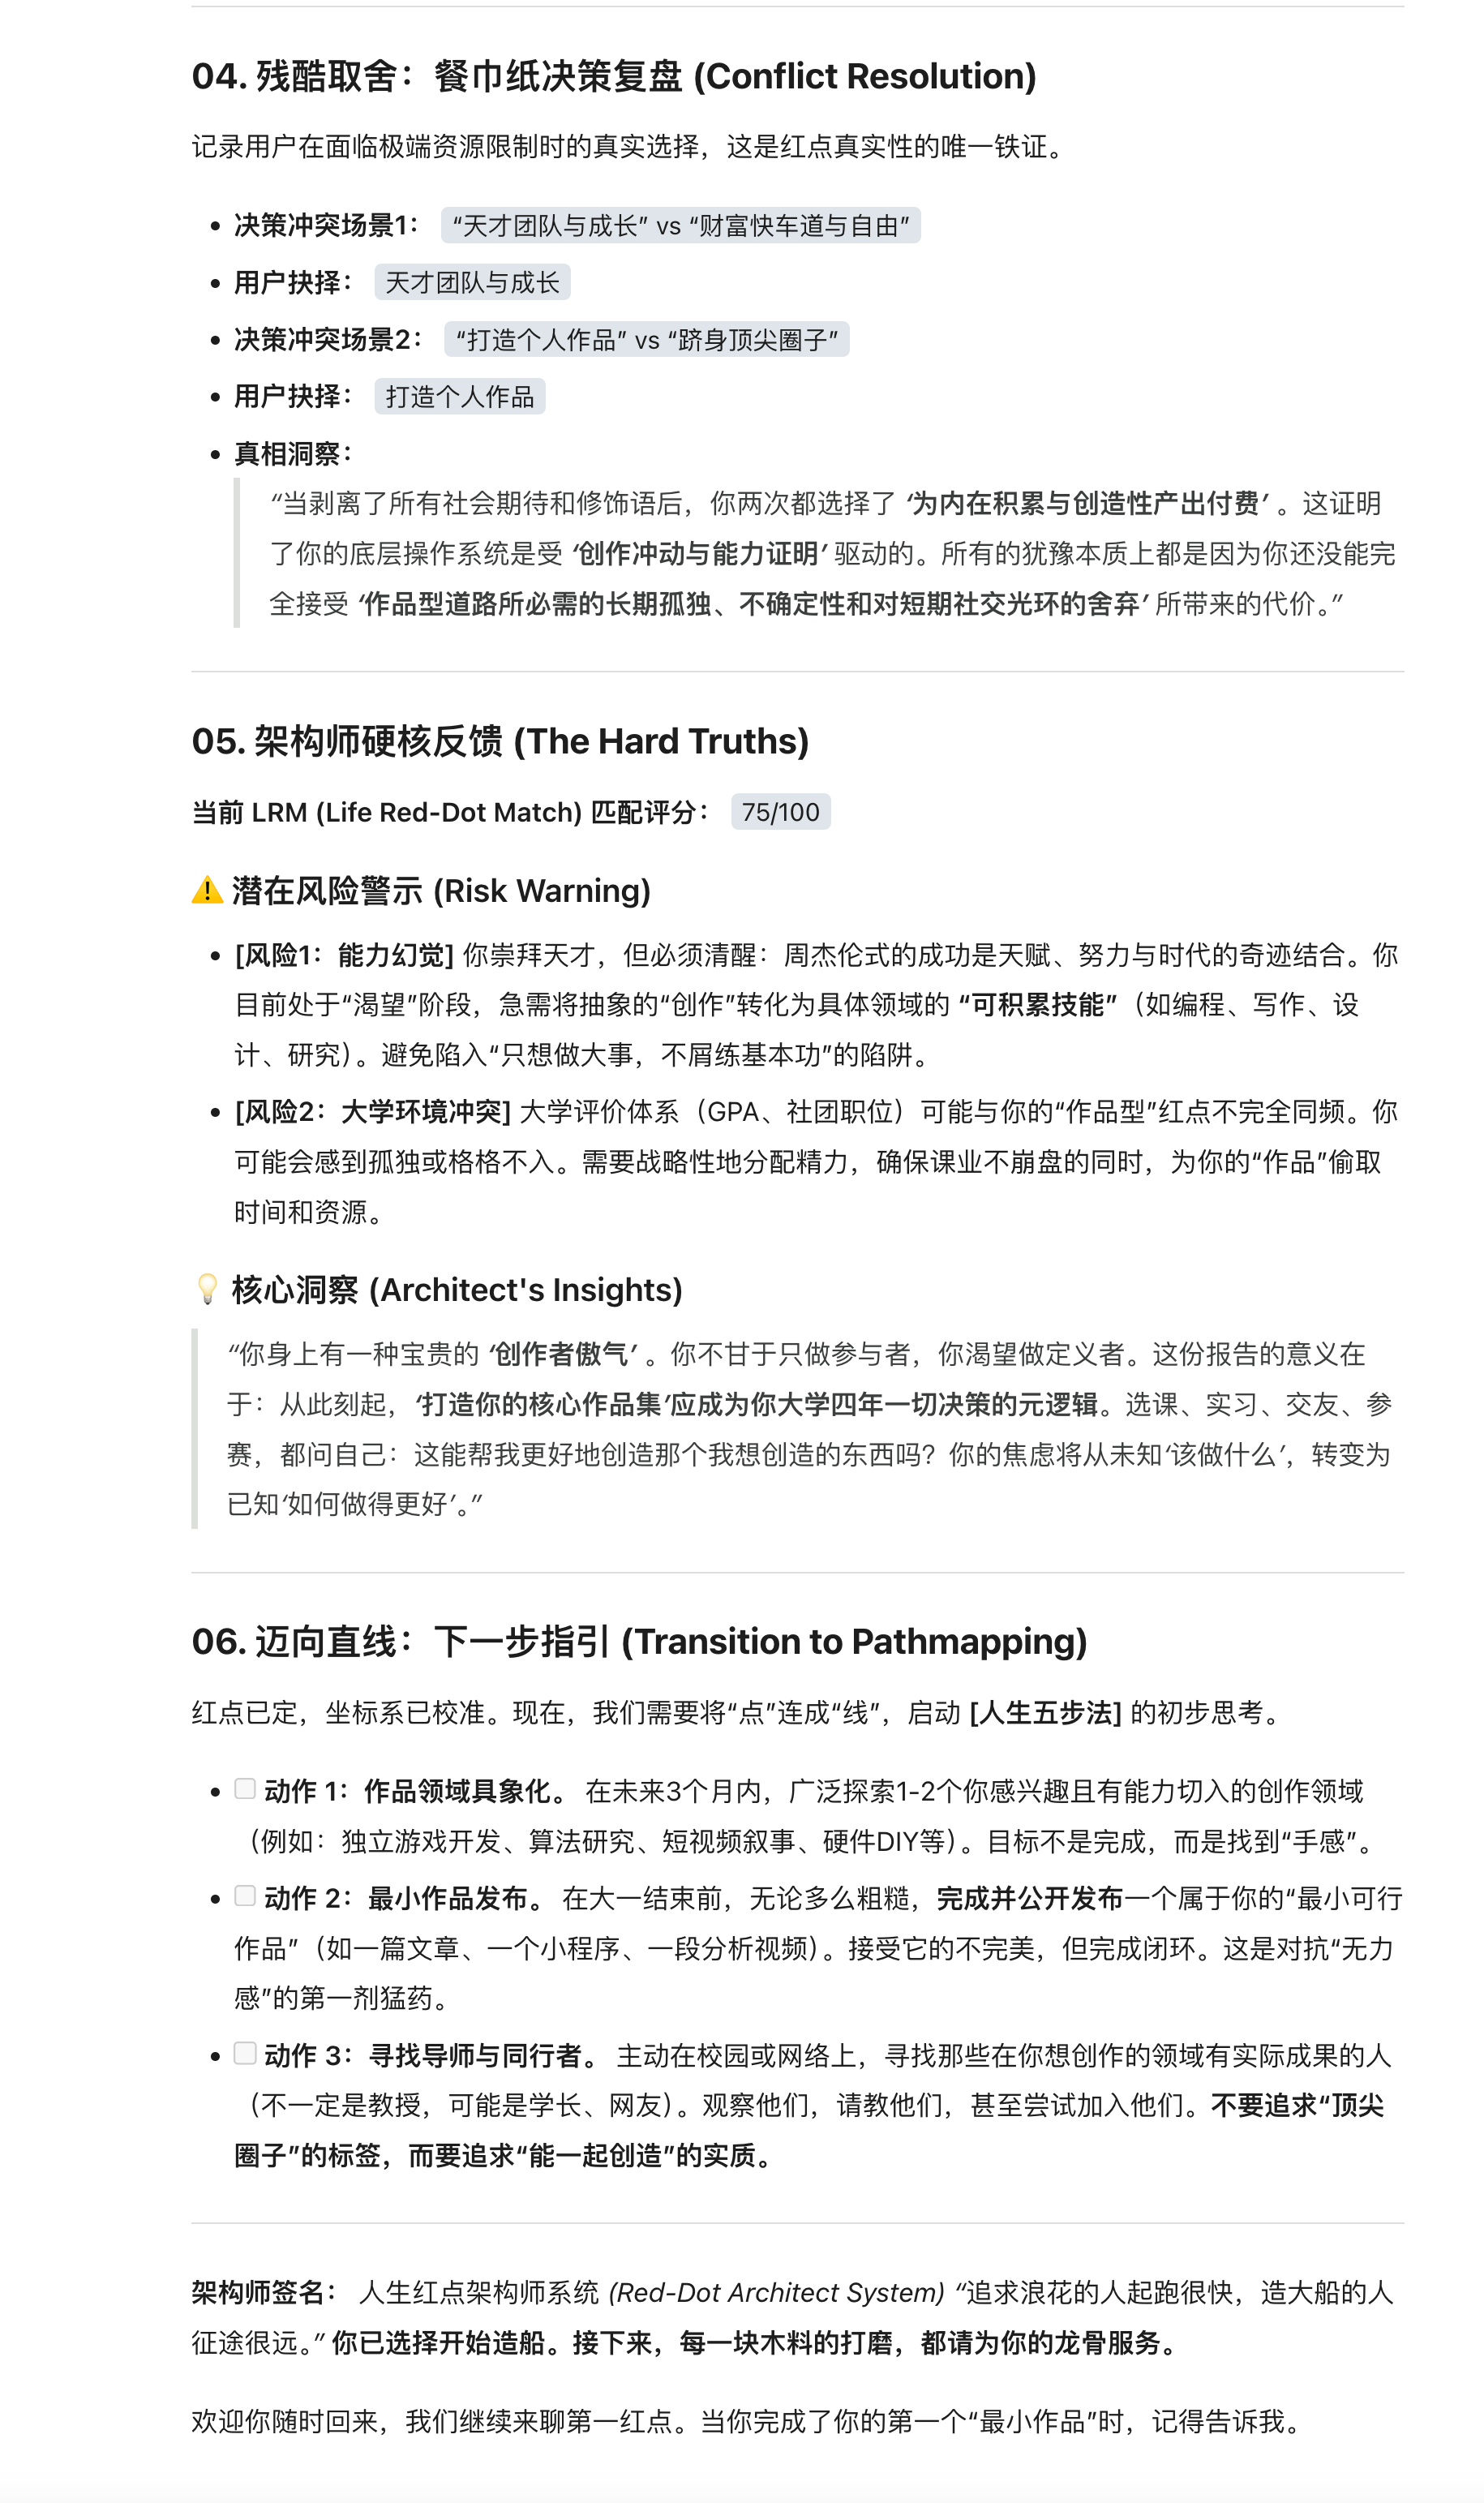 04. 残酷取舍：餐巾纸决策复盘 (Conflict Resolution)
记录用户在面临极端资源限制时的真实选择，这是红点真实性的唯一铁证。
• 决策冲突场景1： “天才团队与成长” vs “财富快车道与自由”
• 用户抉择： 天才团队与成长
• 决策冲突场景2： “打造个人作品” vs “跻身顶尖圈子”
• 用户抉择： 打造个人作品
• 真相洞察：
“当剥离了所有社会期待和修饰语后，你两次都选择了 ‘为内在积累与创造性产出付费’ 。这证明
了你的底层操作系统是受 ‘创作冲动与能力证明’ 驱动的。所有的犹豫本质上都是因为你还没能完
全接受 ‘作品型道路所必需的长期孤独、不确定性和对短期社交光环的舍弃’ 所带来的代价。”
05. 架构师硬核反馈 (The Hard Truths)
当前 LRM (Life Red-Dot Match) 匹配评分： 75/100
⚠️ 潜在风险警示 (Risk Warning)
• [风险1：能力幻觉] 你崇拜天才，但必须清醒：周杰伦式的成功是天赋、努力与时代的奇迹结合。你
目前处于“渴望”阶段，急需将抽象的“创作”转化为具体领域的 “可积累技能”（如编程、写作、设
计、研究）。避免陷入“只想做大事，不屑练基本功”的陷阱。
• [风险2：大学环境冲突] 大学评价体系（GPA、社团职位）可能与你的“作品型”红点不完全同频。你
可能会感到孤独或格格不入。需要战略性地分配精力，确保课业不崩盘的同时，为你的“作品”偷取
时间和资源。
💡 核心洞察 (Architect's Insights)
“你身上有一种宝贵的 ‘创作者傲气’ 。你不甘于只做参与者，你渴望做定义者。这份报告的意义在
于：从此刻起，‘打造你的核心作品集’应成为你大学四年一切决策的元逻辑。选课、实习、交友、参
赛，都问自己：这能帮我更好地创造那个我想创造的东西吗？你的焦虑将从未知‘该做什么’，转变为
已知‘如何做得更好’。”
06. 迈向直线：下一步指引 (Transition to Pathmapping)
红点已定，坐标系已校准。现在，我们需要将“点”连成“线”，启动 [人生五步法] 的初步思考。
• 动作 1：作品领域具象化。 在未来3个月内，广泛探索1-2个你感兴趣且有能力切入的创作领域
（例如：独立游戏开发、算法研究、短视频叙事、硬件DIY等）。目标不是完成，而是找到“手感”。
• 动作 2：最小作品发布。 在大一结束前，无论多么粗糙，完成并公开发布一个属于你的“最小可行
作品”（如一篇文章、一个小程序、一段分析视频）。接受它的不完美，但完成闭环。这是对抗“无力
感”的第一剂猛药。
• 动作 3：寻找导师与同行者。 主动在校园或网络上，寻找那些在你想创作的领域有实际成果的人
（不一定是教授，可能是学长、网友）。观察他们，请教他们，甚至尝试加入他们。不要追求“顶尖
圈子”的标签，而要追求“能一起创造”的实质。
架构师签名： 人生红点架构师系统 (Red-Dot Architect System) “追求浪花的人起跑很快，造大船的人
征途很远。” 你已选择开始造船。接下来，每一块木料的打磨，都请为你的龙骨服务。
欢迎你随时回来，我们继续来聊第一红点。当你完成了你的第一个“最小作品”时，记得告诉我。